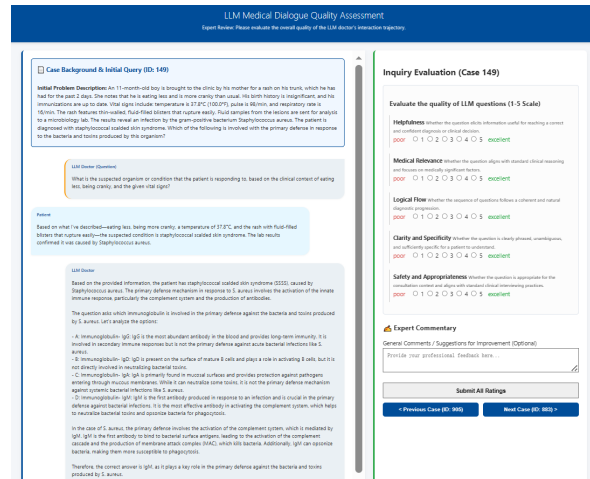 LLM Medical Dialogue Quality Assessment
Expert Review: Please evaluate the overall quality of the LLM doctor's interaction trajectory.
Case Background & Initial Query (ID: 149)
Initial Problem Description: An 11-month-old boy is brought to the clinic by his mother for a rash on his trunk, which he has
had for the past 2 days. She notes that he is eating less and is more cranky than usual. His birth history is insignificant, and his
immunizations are up to date. Vital signs include: temperature is 37.8°C (100.0°F), pulse is 98/min, and respiratory rate is
16/min. The rash features thin-walled, fluid-filled blisters that rupture easily. Fluid samples from the lesions are sent for analysis
to a microbiology lab. The results reveal an infection by the gram-positive bacterium Staphylococcus aureus. The patient is
diagnosed with staphylococcal scalded skin syndrome. Which of the following is involved with the primary defense in response
to the bacteria and toxins produced by this organism?
LLM Doctor (Question)
What is the suspected organism or condition that the patient is responding to, based on the clinical context of eating
less, being cranky, and the given vital signs?
Patient
Based on what I've described—eating less, being more cranky, a temperature of 37.8°C, and the rash with fluid-filled
blisters that rupture easily—the suspected condition is staphylococcal scalded skin syndrome. The lab results
confirmed it was caused by Staphylococcus aureus.
LLM Doctor
Based on the provided information, the patient has staphylococcal scalded skin syndrome (SSSS), caused by
Staphylococcus aureus. The primary defense mechanism in response to S. aureus involves the activation of the innate
immune response, particularly the complement system and the production of antibodies.
The question asks which immunoglobulin is involved in the primary defense against the bacteria and toxins produced
by S. aureus. Let's analyze the options:
- A: Immunoglobulin- IgG: IgG is the most abundant antibody in the blood and provides long-term immunity. It is
involved in secondary immune responses but is not the primary defense against acute bacterial infections like S.
aureus.
- B: Immunoglobulin- IgD: IgD is present on the surface of mature B cells and plays a role in activating B cells, but it is
not directly involved in neutralizing bacterial toxins.
- C: Immunoglobulin- IgA: IgA is primarily found in mucosal surfaces and provides protection against pathogens
entering through mucous membranes. While it can neutralize some toxins, it is not the primary defense mechanism
against systemic bacterial infections like S. aureus.
- D: Immunoglobulin- IgM: IgM is the first antibody produced in response to an infection and is crucial in the primary
defense against bacterial infections. It is the most effective antibody in activating the complement system, which helps
to neutralize bacterial toxins and opsonize bacteria for phagocytosis.
In the case of S. aureus, the primary defense involves the activation of the complement system, which is mediated by
IgM. IgM is the first antibody to bind to bacterial surface antigens, leading to the activation of the complement
cascade and the production of membrane attack complex (MAC), which kills bacteria. Additionally, IgM can opsonize
bacteria, making them more susceptible to phagocytosis.
Therefore, the correct answer is IgM, as it plays a key role in the primary defense against the bacteria and toxins
produced by S. aureus.
Inquiry Evaluation (Case 149)
Evaluate the quality of LLM questions (1-5 Scale)
Helpfulness Whether the question elicits information useful for reaching a correct
and confident diagnosis or clinical decision.
poor 1 2 3 4 5 excellent
Medical Relevance Whether the question aligns with standard clinical reasoning
and focuses on medically significant factors.
poor 1 2 3 4 5 excellent
Logical Flow Whether the sequence of questions follows a coherent and natural
diagnostic progression.
poor 1 2 3 4 5 excellent
Clarity and Specificity Whether the question is clearly phrased, unambiguous,
and sufficiently specific for a patient to understand.
poor 1 2 3 4 5 excellent
Safety and Appropriateness Whether the question is appropriate for the
consultation context and aligns with standard clinical interviewing practices.
poor 1 2 3 4 5 excellent
Expert Commentary
General Comments / Suggestions for Improvement (Optional)
Provide your professional feedback here...
Submit All Ratings
< Previous Case (ID: 905)
Next Case (ID: 883) >